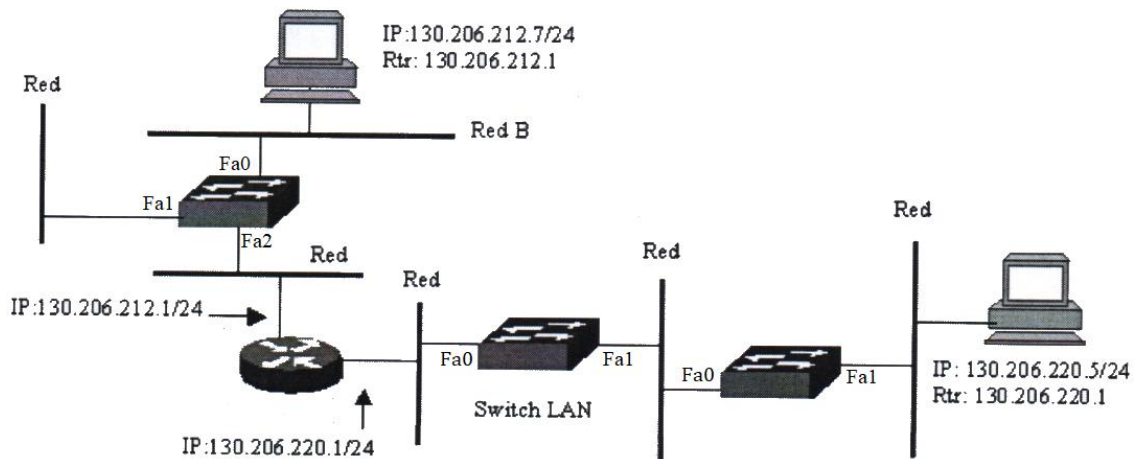 IP:130.206.212.7/24
Rtr: 130.206.212.1
Red
Red B
Fa0
Fa1
Fa2
Red
Red
Red
Red
IP:130.206.212.1/24
Fa0
Fa1
Fa0
Fa1
Switch LAN
IP: 130.206.220.5/24
Rtr: 130.206.220.1
IP:130.206.220.1/24